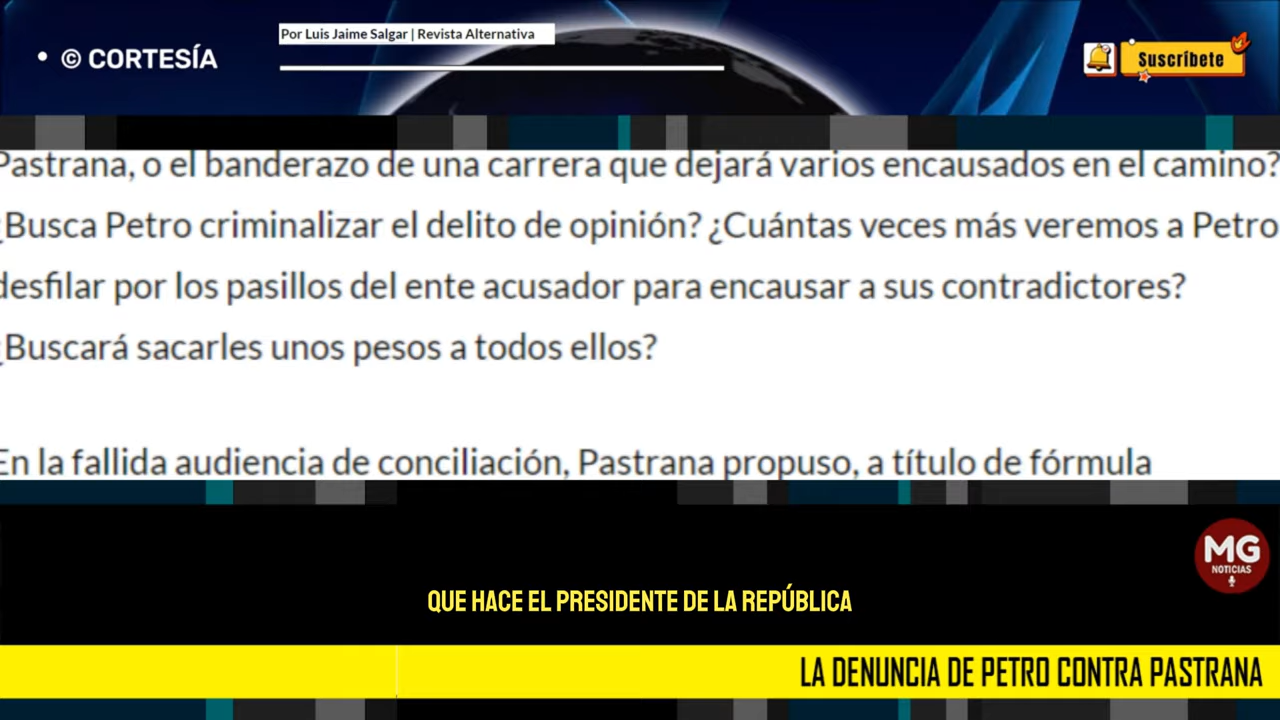 Por Luis Jaime Salgar | Revista Alternativa
• © CORTESÍA
Suscríbete
Pastrana, o el banderazo de una carrera que dejará varios encausados en el camino?
¿Busca Petro criminalizar el delito de opinión? ¿Cuántas veces más veremos a Petro
desfilar por los pasillos del ente acusador para encausar a sus contradictores?
¿Buscará sacarles unos pesos a todos ellos?
En la fallida audiencia de conciliación, Pastrana propuso, a título de fórmula
MG
NOTICIAS
QUE HACE EL PRESIDENTE DE LA REPÚBLICA
LA DENUNCIA DE PETRO CONTRA PASTRANA